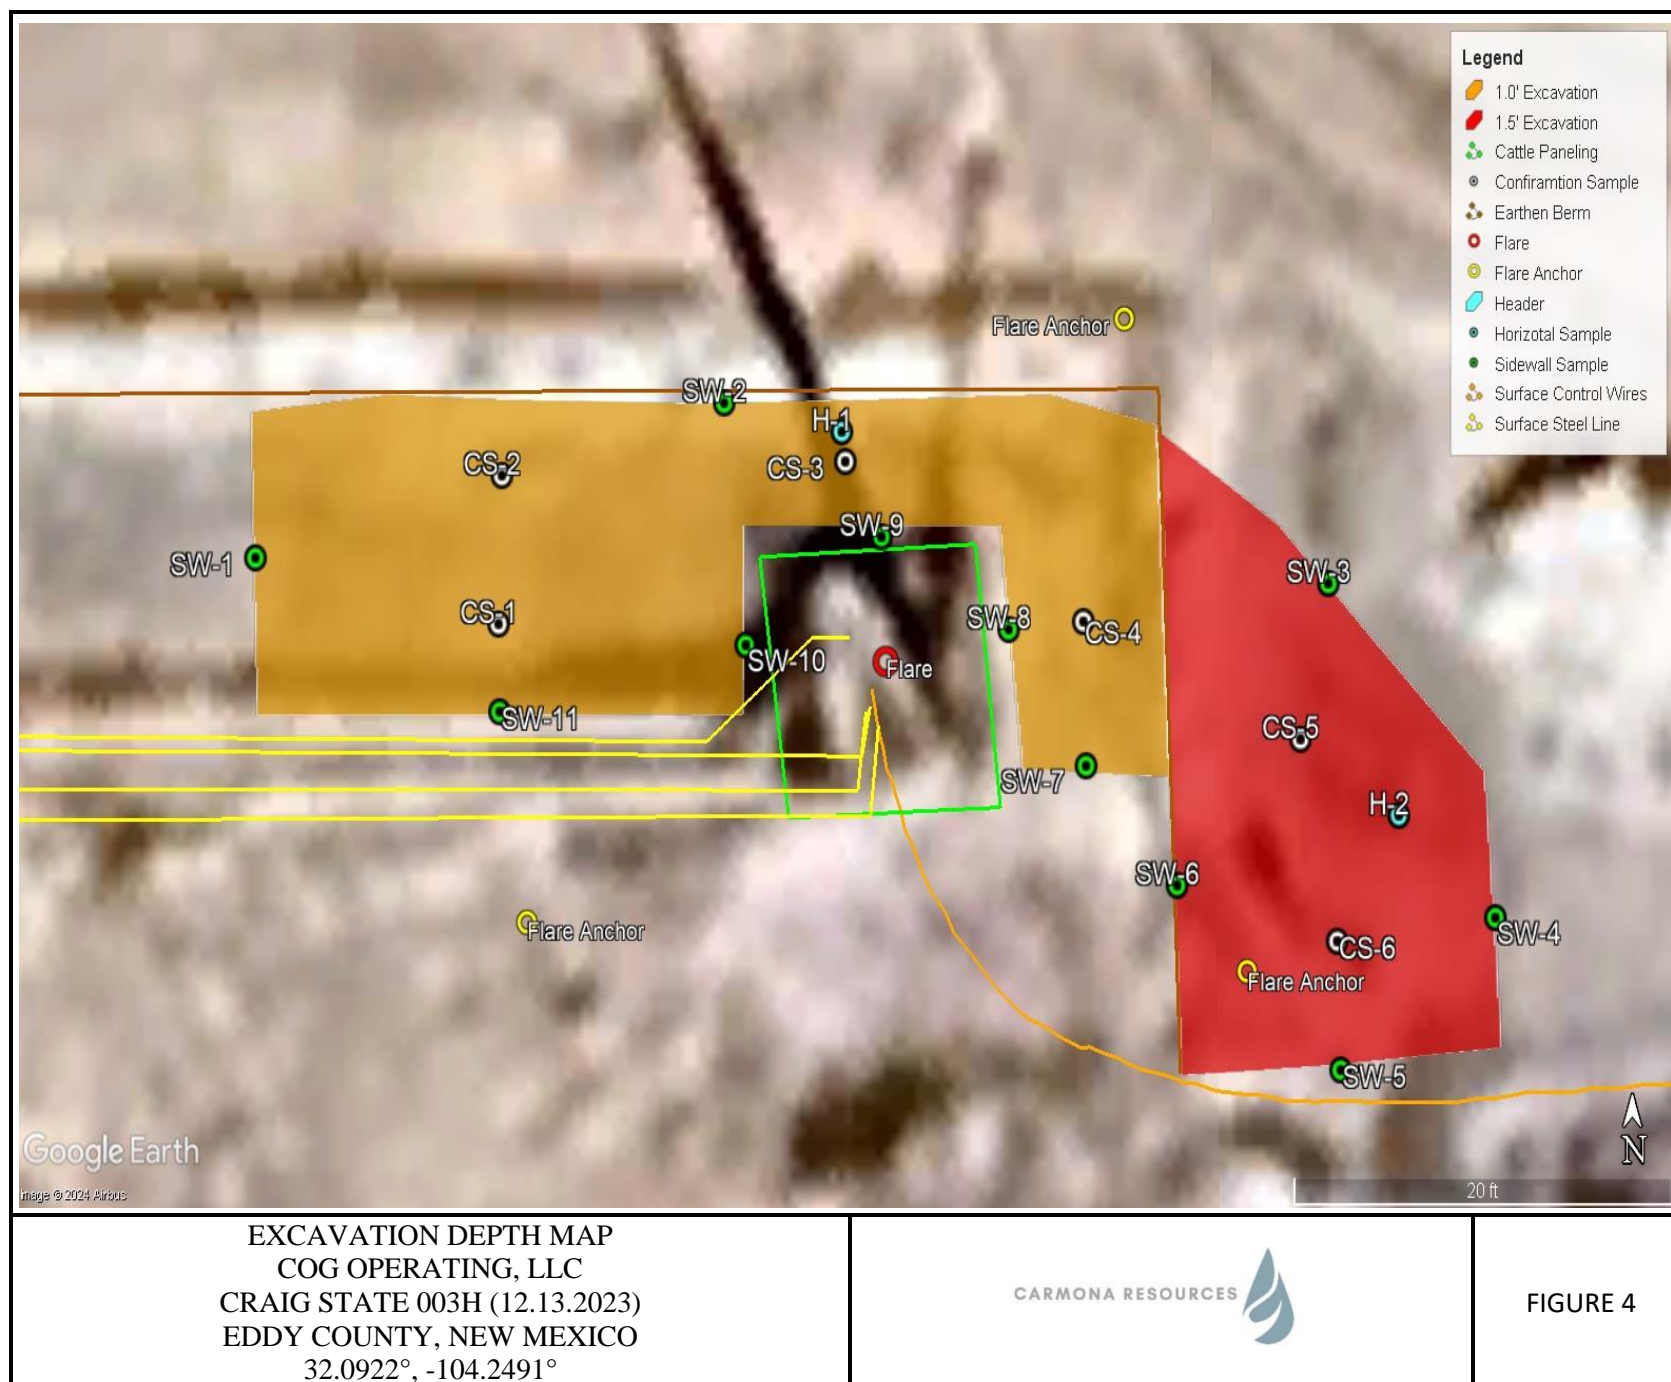 Legend
1.0' Excavation
1.5' Excavation
Cattle Paneling
Confiramtion Sample
Earthen Berm
Flare
Flare Anchor
Header
Horizotal Sample
Sidewall Sample
Surface Control Wires
Surface Steel Line
Flare Anchor
SW-2
H-1
CS-2
CS-3
SW-9
SW-1
SW-3
CS-1
SW-8
CS-4
SW-10
Flare
SW-11
CS-5
SW-7
H-2
SW-6
Flare Anchor
SW-4
CS-6
Flare Anchor
SW-5
N
Google Earth
Image © 2024 Airbus
20 ft
EXCAVATION DEPTH MAP
COG OPERATING, LLC
CRAIG STATE 003H (12.13.2023)
EDDY COUNTY, NEW MEXICO
32.0922°, -104.2491°
CARMONA RESOURCES
FIGURE 4